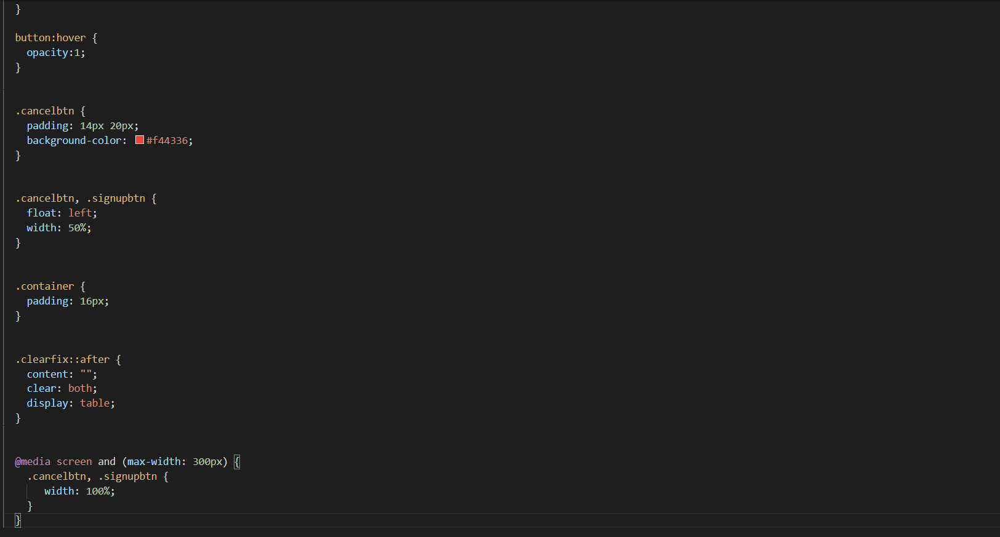 }
button:hover {
opacity:1;
}
.cancelbtn {
padding: 14px 20px;
background-color: #f44336;
}
.cancelbtn, .signupbtn {
float: left;
width: 50%;
}
.container {
padding: 16px;
}
.clearfix::after {
content: "";
clear: both;
display: table;
}
@media screen and (max-width: 300px) {
.cancelbtn, .signupbtn {
width: 100%;
}
}